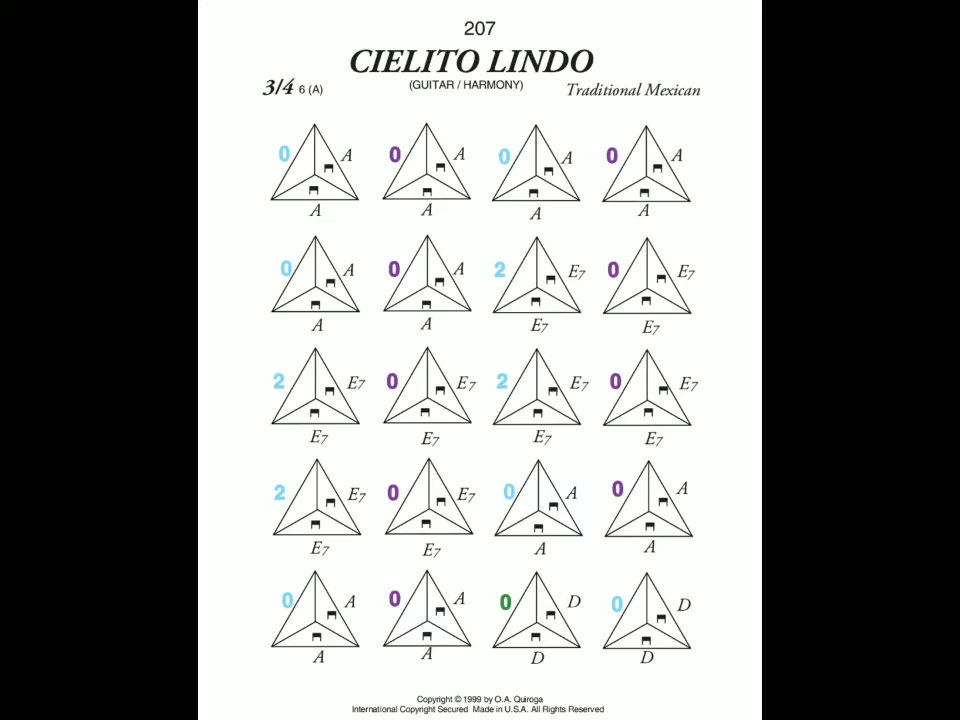 207
CIELITO LINDO
3/4 6 (A) (GUITAR / HARMONY) Traditional Mexican
0 A 0 A 0 A 0 A
A A A A
0 A 0 A 2 E7 0 E7
A A E7 E7
2 E7 0 E7 2 E7 0 E7
E7 E7 E7 E7
2 E7 0 E7 0 A 0 A
E7 E7 A A
0 A 0 A 0 D 0 D
A A D D
Copyright © 1999 by O.A. Quiroga
International Copyright Secured Made in U.S.A. All Rights Reserved